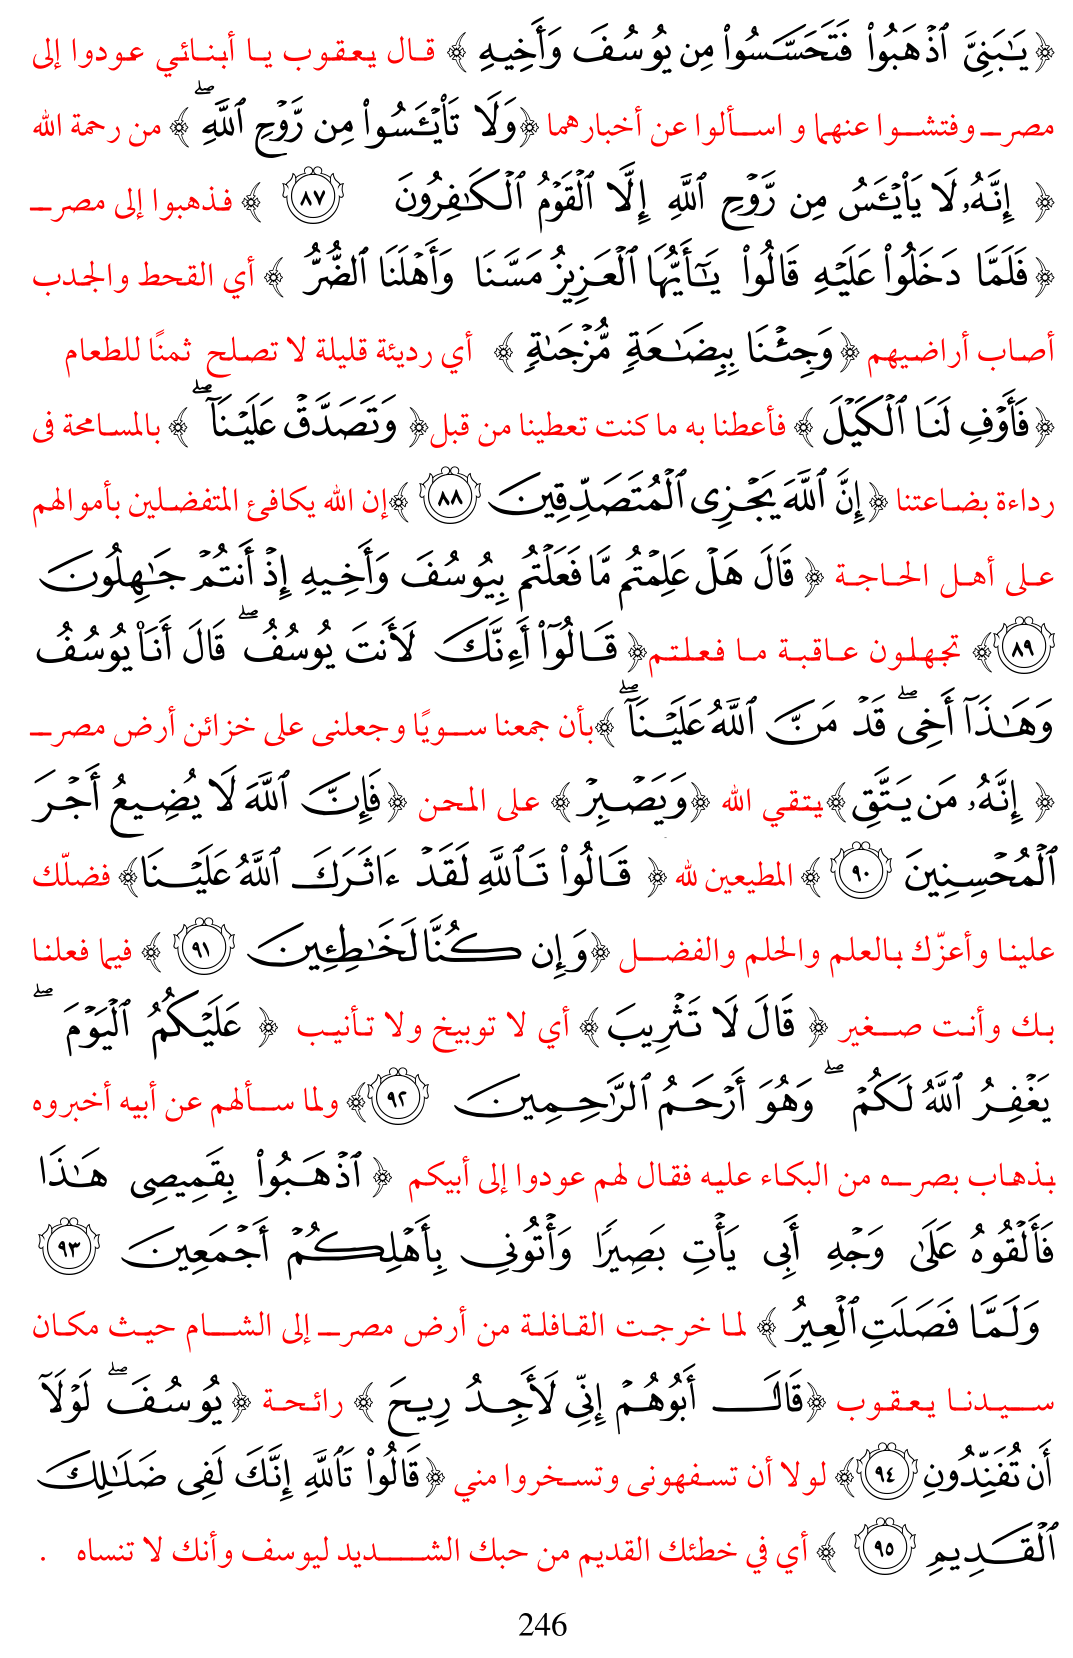 ﴿ يَـٰبَنِىَّ ٱذۡهَبُواْ فَتَحَسَّسُواْ مِن يُوسُفَ وَأَخِيهِ ﴾ قال يعقوب يا أبنائي عودوا إلى
مصر وفتشوا عنهما و اسألوا عن أخبارهما ﴿وَلَا تَاْيۡـَٔسُواْ مِن رَّوۡحِ ٱللَّهِۖ ﴾ من رحمة الله
﴿ إِنَّهُۥ لَا يَاْيۡـَٔسُ مِن رَّوۡحِ ٱللَّهِ إِلَّا ٱلۡقَوۡمُ ٱلۡكَـٰفِرُونَ ٨٧ ﴾ فذهبوا إلى مصر
﴿فَلَمَّا دَخَلُواْ عَلَيۡهِ قَالُواْ يَـٰٓأَيُّهَا ٱلۡعَزِيزُ مَسَّنَا وَأَهۡلَنَا ٱلضُّرُّ ﴾ أي القحط والجدب
أصاب أراضيهم ﴿وَجِئۡنَا بِبِضَـٰعَةٍ مُّزۡجَىٰةٍ ﴾ أي رديئة قليلة لا تصلح ثمنًا للطعام
﴿فَأَوۡفِ لَنَا ٱلۡكَيۡلَ ﴾ فأعطنا به ما كنت تعطينا من قبل﴿ وَتَصَدَّقۡ عَلَيۡنَآۖ ﴾ بالمسامحة فى
رداءة بضاعتنا ﴿إِنَّ ٱللَّهَ يَجۡزِى ٱلۡمُتَصَدِّقِينَ ٨٨ ﴾إن الله يكافئ المتفضلين بأموالهم
على أهل الحاجة ﴿ قَالَ هَلۡ عَلِمۡتُم مَّا فَعَلۡتُم بِيُوسُفَ وَأَخِيهِ إِذۡ أَنتُمۡ جَـٰهِلُونَ
٨٩ ﴾ تجهلون عاقبة ما فعلتم﴿ قَالُوٓاْ أَءِنَّكَ لَأَنتَ يُوسُفُۖ قَالَ أَنَا۠ يُوسُفُ
وَهَـٰذَآ أَخِىۖ قَدۡ مَنَّ ٱللَّهُ عَلَيۡنَآۖ ﴾بأن جمعنا سويًا وجعلنى على خزائن أرض مصر
﴿ إِنَّهُۥ مَن يَتَّقِ ﴾يتقي الله ﴿وَيَصۡبِرۡ ﴾ على المحن ﴿فَإِنَّ ٱللَّهَ لَا يُضِيعُ أَجۡرَ
ٱلۡمُحۡسِنِينَ ٩٠ ﴾ المطيعين لله ﴿ قَالُواْ تَٱللَّهِ لَقَدۡ ءَاثَرَكَ ٱللَّهُ عَلَيۡنَا﴾ فضلّك
علينا وأعزّك بالعلم والحلم والفضل ﴿وَإِن كُنَّا لَخَـٰطِـِٔينَ ٩١ ﴾ فيما فعلنا
بك وأنت صغير ﴿ قَالَ لَا تَثۡرِيبَ ﴾ أي لا توبيخ ولا تأنيب ﴿ عَلَيۡكُمُ ٱلۡيَوۡمَۖ
يَغۡفِرُ ٱللَّهُ لَكُمۡۖ وَهُوَ أَرۡحَمُ ٱلرَّٰحِمِينَ ٩٢ ﴾ ولما سألهم عن أبيه أخبروه
بذهاب بصره من البكاء عليه فقال لهم عودوا إلى أبيكم ﴿ ٱذۡهَبُواْ بِقَمِيصِى هَـٰذَا
فَأَلۡقُوهُ عَلَىٰ وَجۡهِ أَبِى يَأۡتِ بَصِيرًا وَأۡتُونِى بِأَهۡلِكُمۡ أَجۡمَعِينَ ٩٣
وَلَمَّا فَصَلَتِ ٱلۡعِيرُ ﴾ لما خرجت القافلة من أرض مصر إلى الشام حيث مكان
سيدنا يعقوب ﴿قَالَ أَبُوهُمۡ إِنِّى لَأَجِدُ رِيحَ ﴾ رائحة ﴿يُوسُفَۖ لَوۡلَآ
أَن تُفَنِّدُونِ ٩٤ ﴾ لولا أن تسفهونى وتسخروا مني ﴿قَالُواْ تَٱللَّهِ إِنَّكَ لَفِى ضَلَـٰلِكَ
ٱلۡقَدِيمِ ٩٥ ﴾ أي في خطئك القديم من حبك الشديد ليوسف وأنك لا تنساه .
246